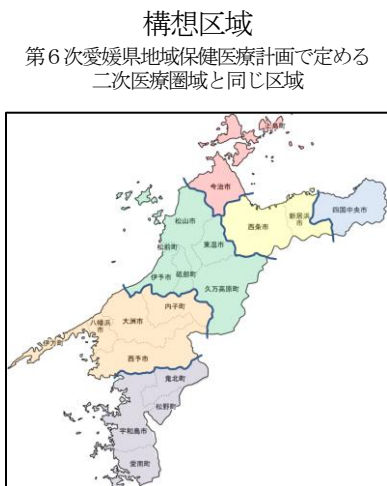 構想区域
第６次愛媛県地域保健医療計画で定める
二次医療圏域と同じ区域
上島町
今治市
松山市
西条市
新居浜
市
四国中央市
東温市
松前町
伊予市
砥部町
久万高原町
内子町
大洲市
八幡浜
市
伊方町
西予市
鬼北町
松野町
宇和島市
愛南町